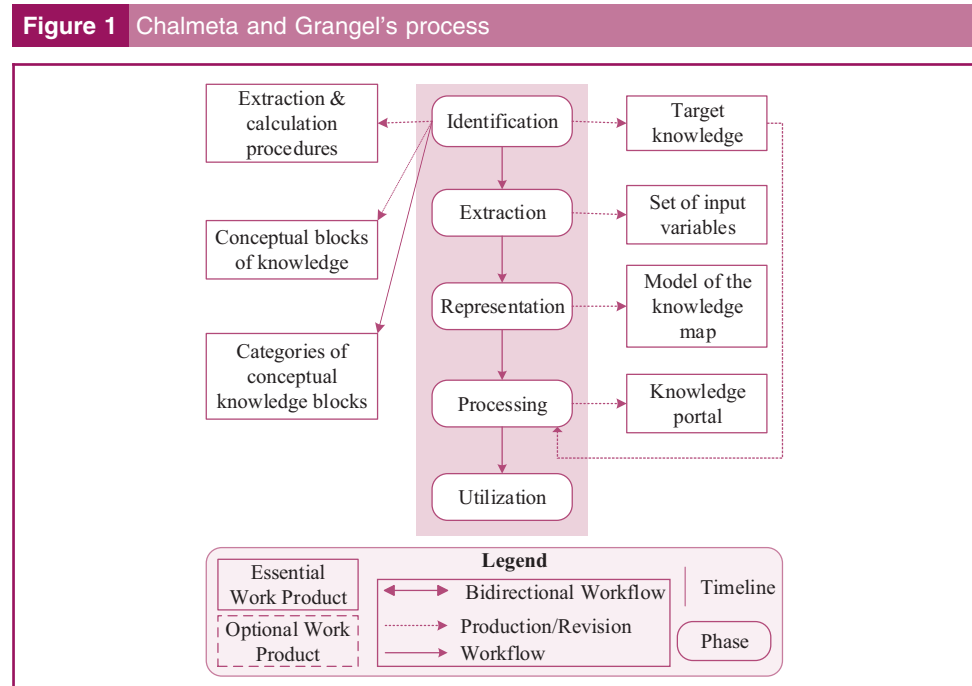 Figure 1 Chalmeta and Grangel's process
Extraction &
calculation
procedures
Identification
Target
knowledge
Conceptual blocks
of knowledge
Extraction
Set of input
variables
Categories of
conceptual
knowledge blocks
Representation
Model of the
knowledge
map
Processing
Knowledge
portal
Utilization
Legend
Essential
Work Product
Optional Work
Product
Bidirectional Workflow
Production/Revision
Workflow
Timeline
Phase